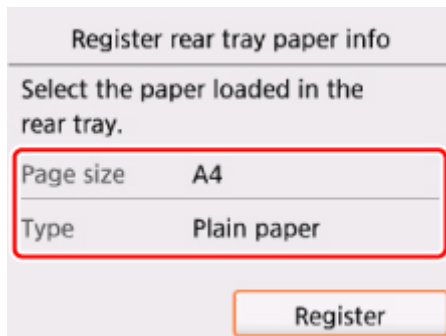 Register rear tray paper info
Select the paper loaded in the
rear tray.
Page size A4
Type Plain paper
Register